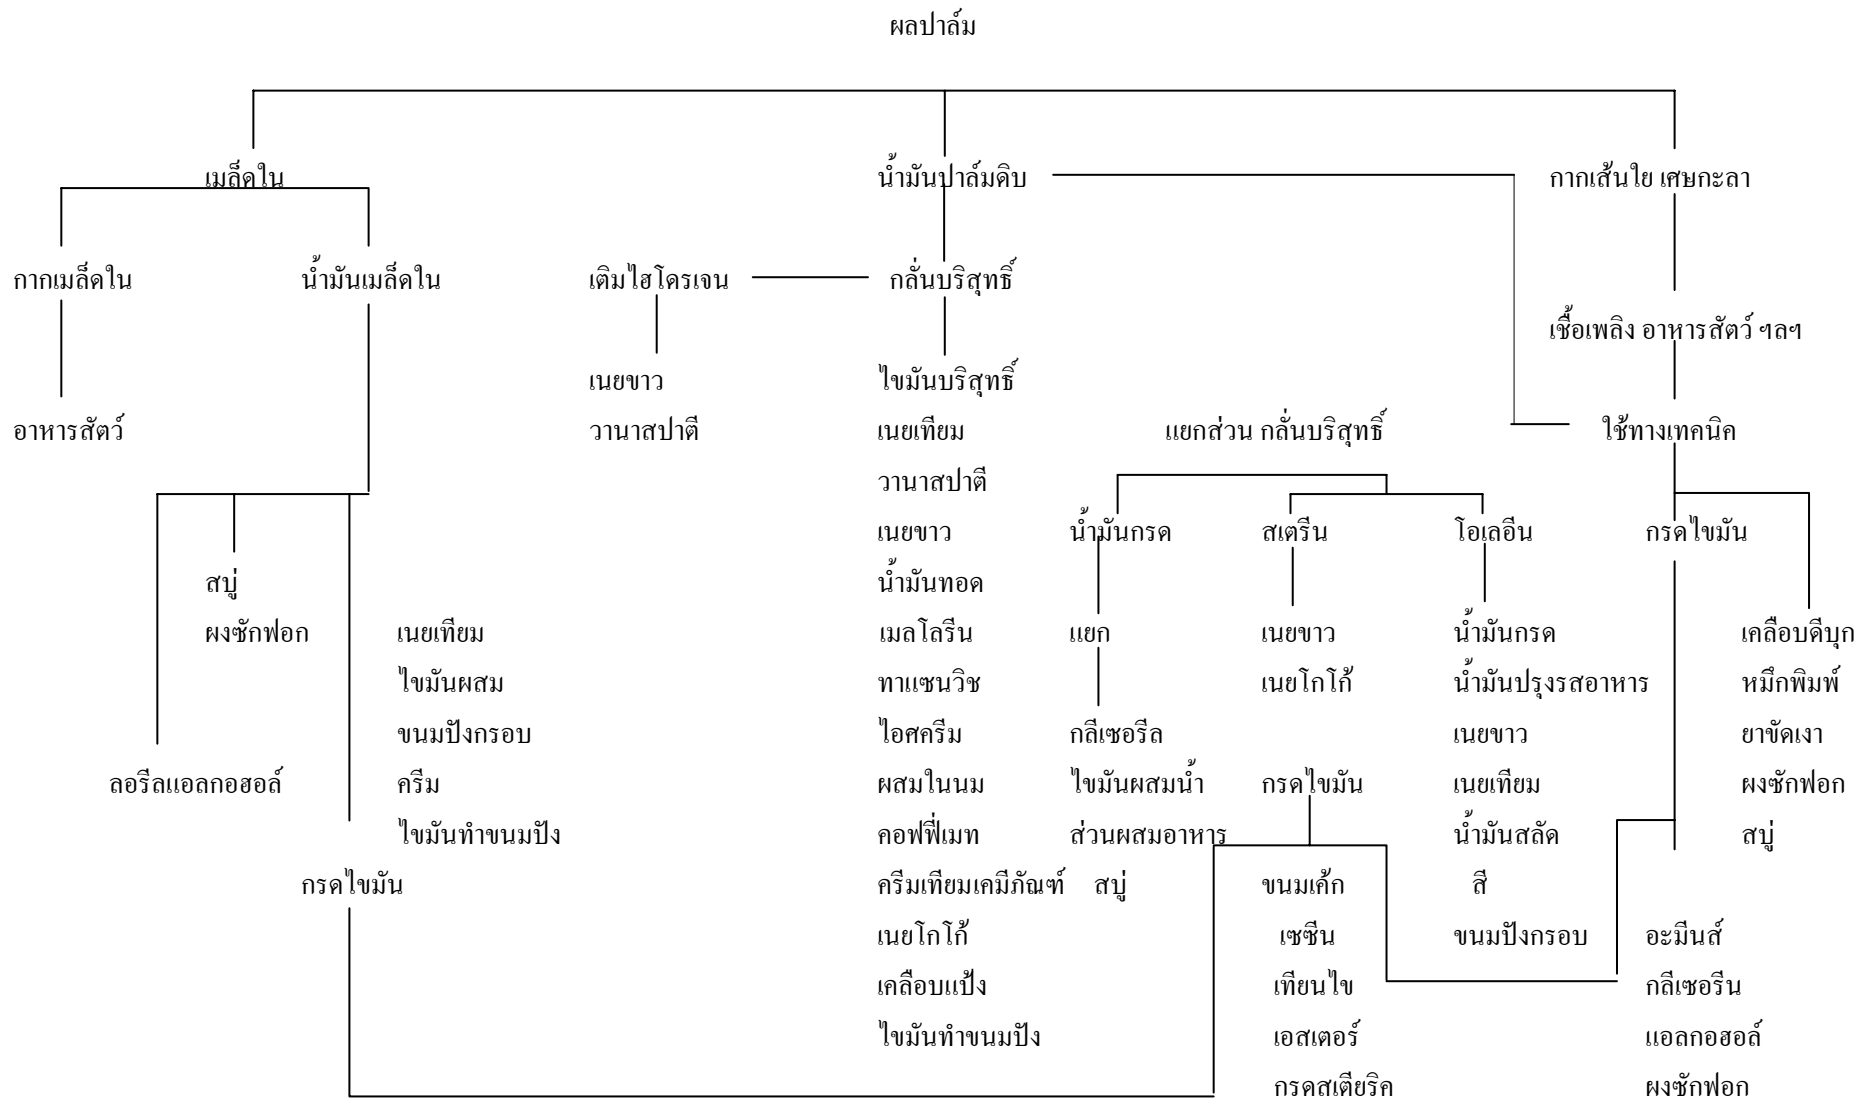 ผลปาล์ม
เมล็ดใน น้ำมันปาล์มดิบ กากเส้นใย เศษกะลา
กากเมล็ดใน น้ำมันเมล็ดใน เติมไฮโดรเจน กลั่นบริสุทธิ์
เชื้อเพลิง อาหารสัตว์ ฯลฯ
เนยขาว ไขมันบริสุทธิ์
อาหารสัตว์ วานาสปาตี เนยเทียม แยกส่วน กลั่นบริสุทธิ์ ใช้ทางเทคนิค
วานาสปาตี
เนยขาว น้ำมันกรด สเตรีน โอเลอีน กรดไขมัน
สบู่ น้ำมันทอด
ผงซักฟอก เนยเทียม เมลโลรีน แยก เนยขาว น้ำมันกรด เคลือบดีบุก
ไขมันผสม ทาแซนวิช เนยโกโก้ น้ำมันปรุงรสอาหาร หมึกพิมพ์
ขนมปังกรอบ ไอศครีม กลีเซอรีล เนยขาว ยาขัดเงา
ลอรีลแอลกอฮอล์ ครีม ผสมในนม ไขมันผสมน้ำ กรดไขมัน เนยเทียม ผงซักฟอก
ไขมันทำขนมปัง คอฟฟี่เมท ส่วนผสมอาหาร น้ำมันสลัด สบู่
กรดไขมัน ครีมเทียมเคมีภัณฑ์ สบู่ ขนมเค้ก สี
เนยโกโก้ เซซีน ขนมปังกรอบ อะมีนส์
เคลือบแป้ง เทียนไข กลีเซอรีน
ไขมันทำขนมปัง เอสเตอร์ แอลกอฮอล์
กรดสเตียริค ผงซักฟอก